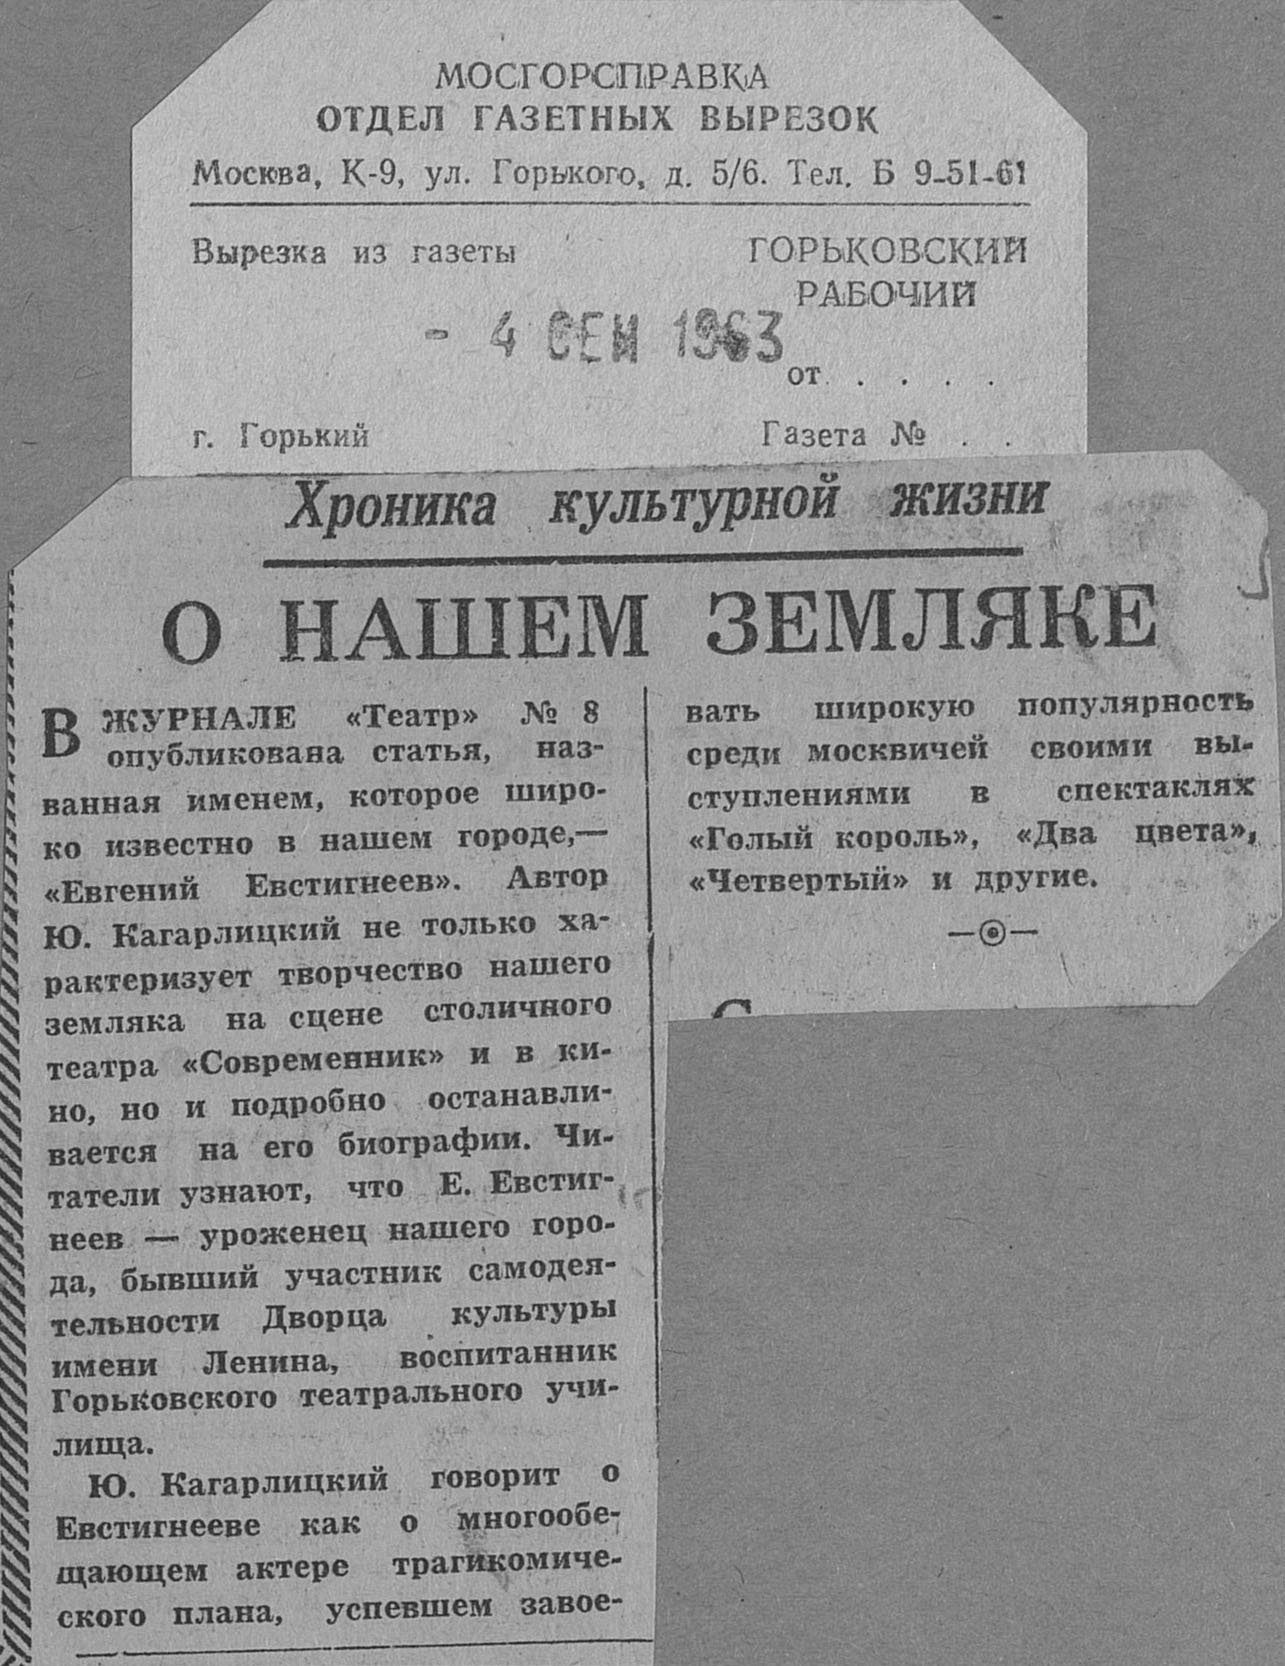 МОСГОРСПРАВКА
ОТДЕЛ ГАЗЕТНЫХ ВЫРЕЗОК
Москва, К-9, ул. Горького, д. 5/6. Тел. Б 9-51-61
Вырезка из газеты
ГОРЬКОВСКИЙ
РАБОЧИЙ
- 4 СЕН 1963
от . . . . .
г. Горький
Газета № . .
Хроника культурной жизни
О НАШЕМ ЗЕМЛЯКЕ
В ЖУРНАЛЕ «Театр» № 8
опубликована статья, наз-
ванная именем, которое широ-
ко известно в нашем городе,—
«Евгений Евстигнеев». Автор
Ю. Кагарлицкий не только ха-
рактеризует творчество нашего
земляка на сцене столичного
театра «Современник» и в ки-
но, но и подробно останавли-
вается на его биографии. Чи-
татели узнают, что Е. Евстиг-
неев — уроженец нашего горо-
да, бывший участник самодея-
тельности Дворца культуры
имени Ленина, воспитанник
Горьковского театрального учи-
лища.
Ю. Кагарлицкий говорит о
Евстигнееве как о многообе-
щающем актере трагикомиче-
ского плана, успевшем завое-
вать широкую популярность
среди москвичей своими вы-
ступлениями в спектаклях
«Голый король», «Два цвета»,
«Четвертый» и другие.